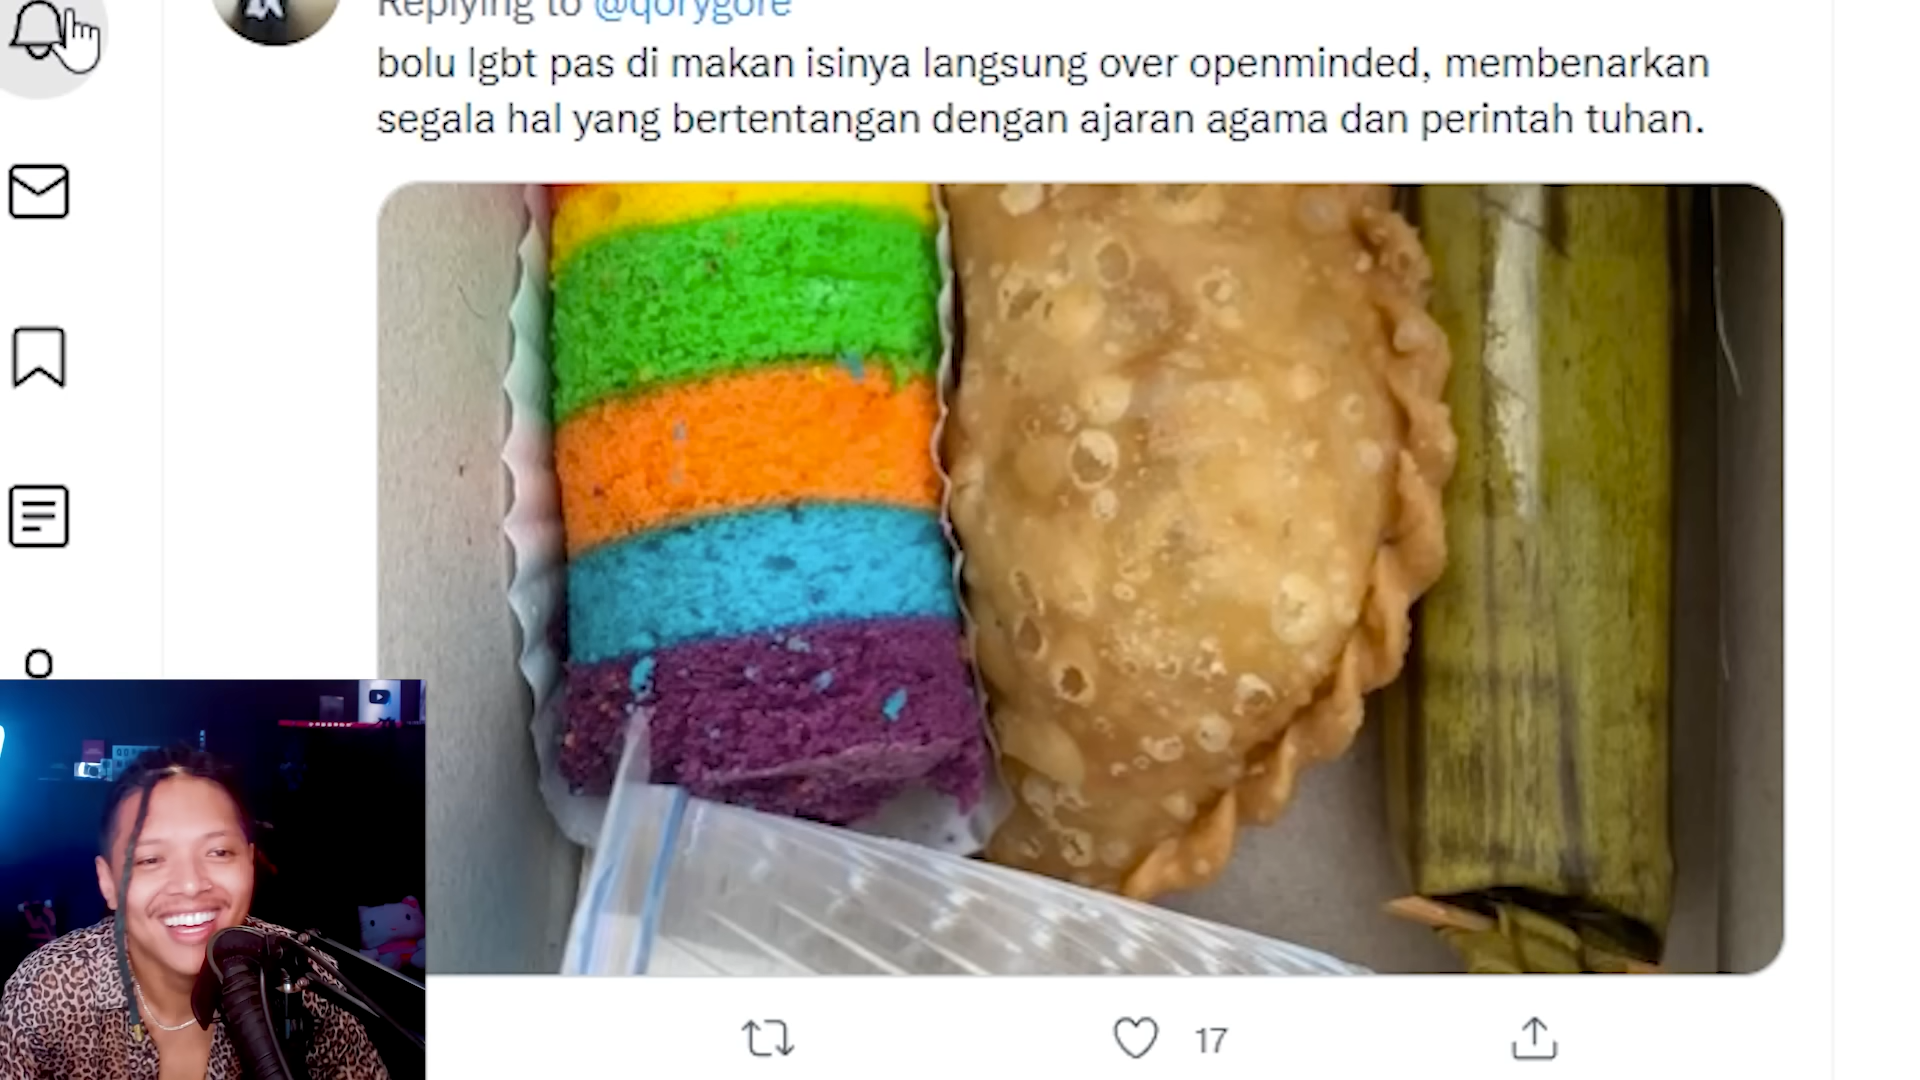 Replying to @qorygore
bolu lgbt pas di makan isinya langsung over openminded, membenarkan
segala hal yang bertentangan dengan ajaran agama dan perintah tuhan.
17